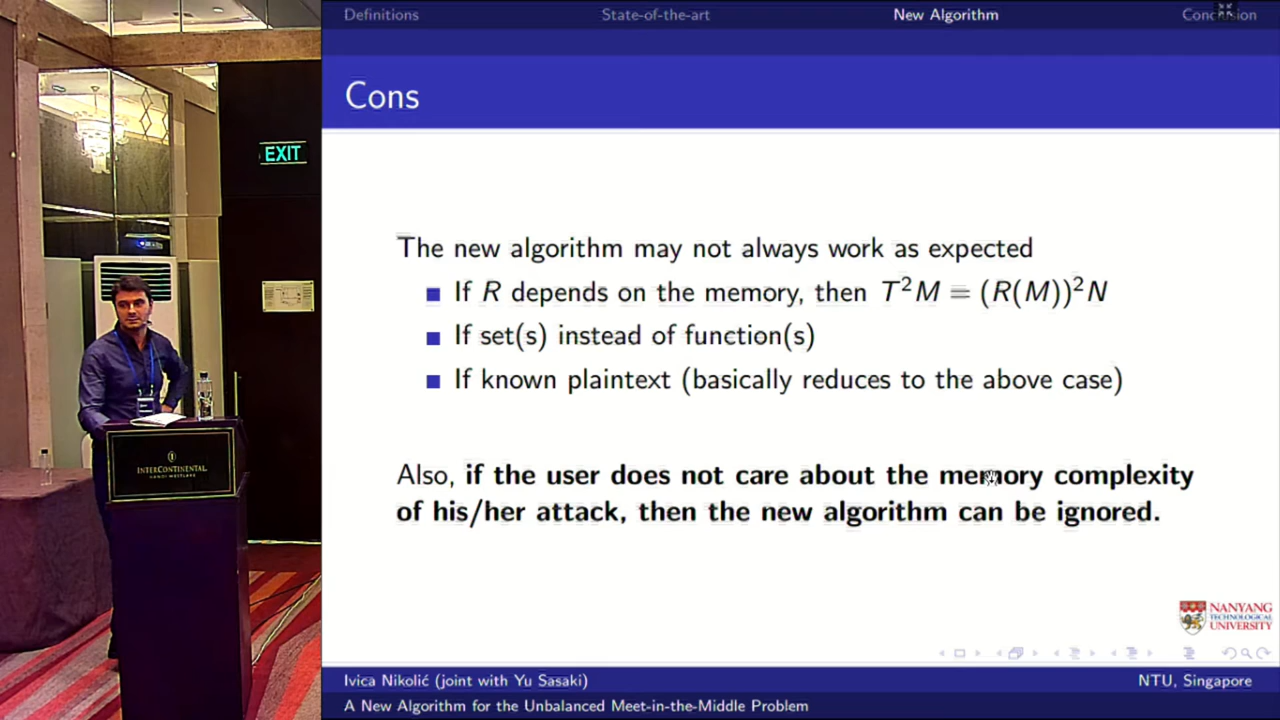 Definitions State-of-the-art New Algorithm Conclusion
Cons
EXIT
The new algorithm may not always work as expected
If R depends on the memory, then T²M = (R(M))²N
If set(s) instead of function(s)
If known plaintext (basically reduces to the above case)
INTERCONTINENTAL
Also, if the user does not care about the memory complexity
of his/her attack, then the new algorithm can be ignored.
NANYANG
TECHNOLOGICAL
UNIVERSITY
Ivica Nikolić (joint with Yu Sasaki) NTU, Singapore
A New Algorithm for the Unbalanced Meet-in-the-Middle Problem